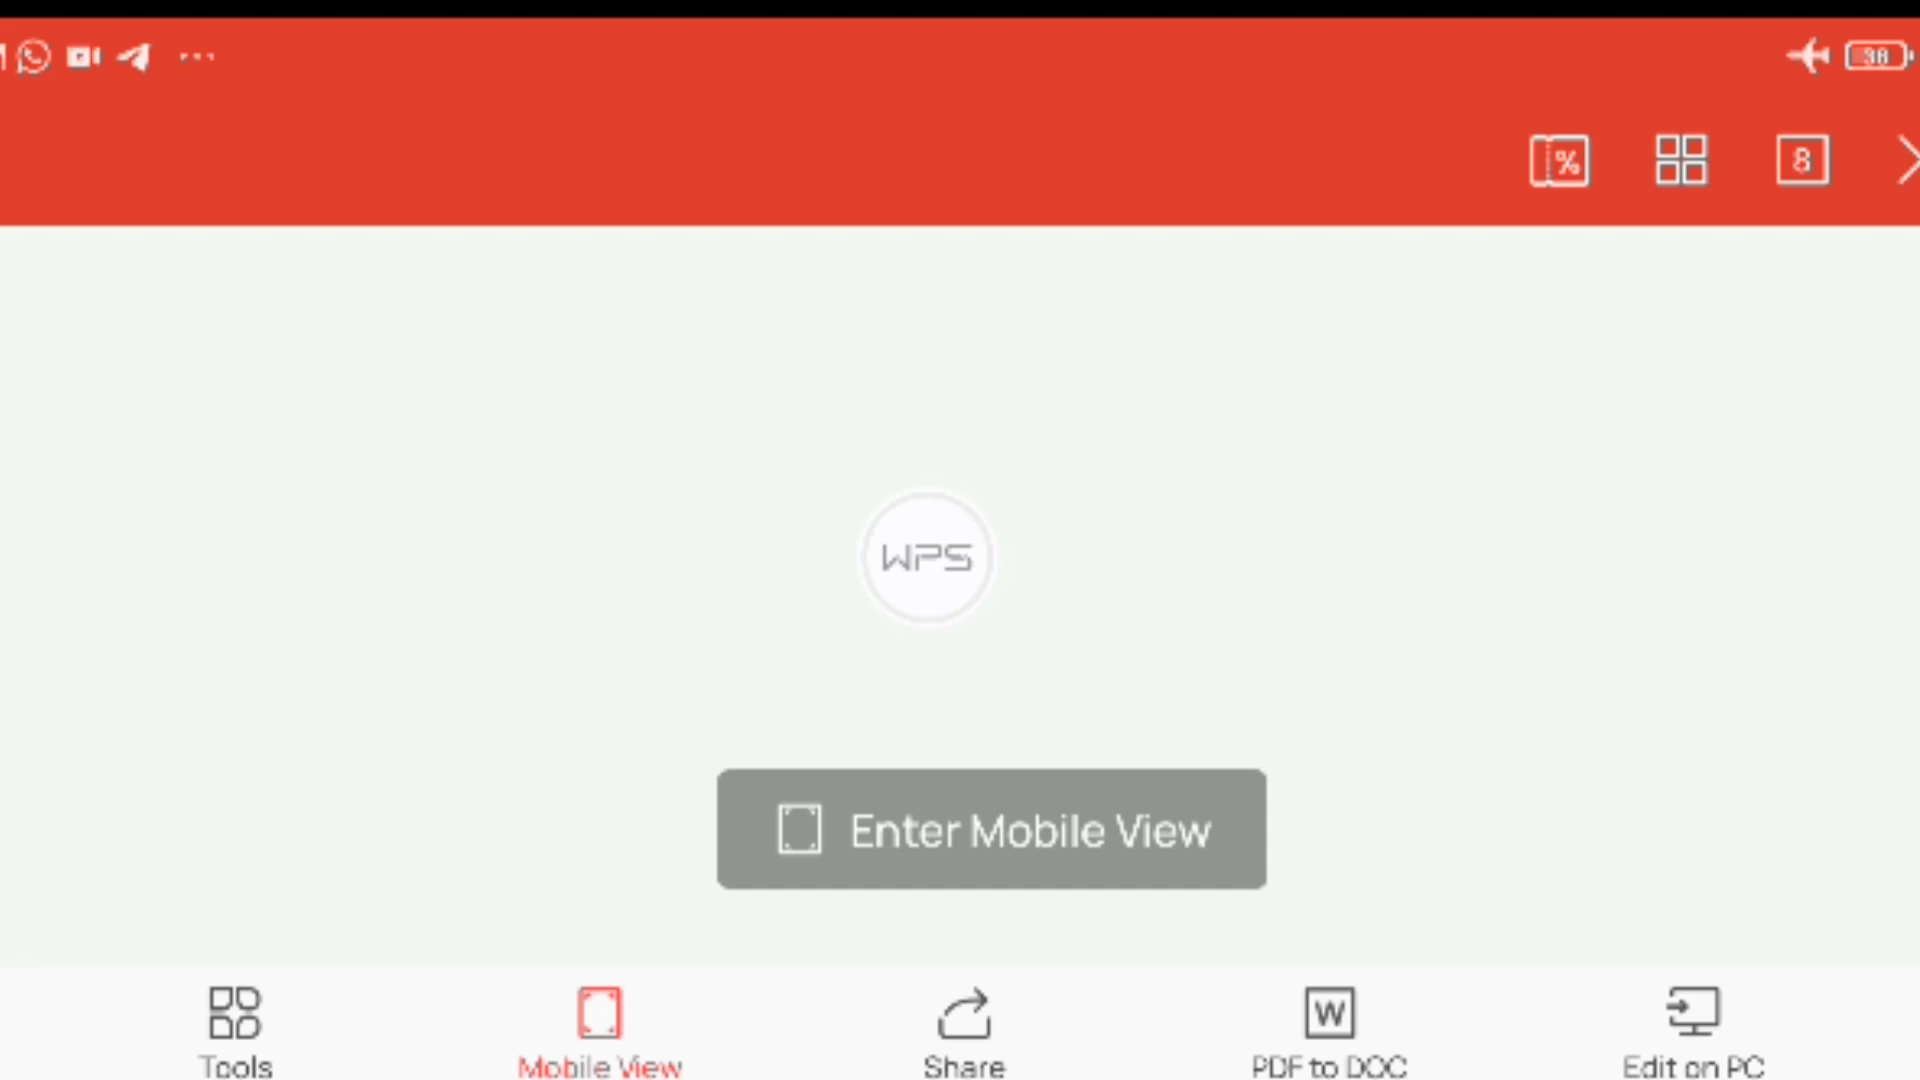 38
%
8
WPS
Enter Mobile View
Tools
Mobile View
Share
W
PDF to DOC
Edit on PC